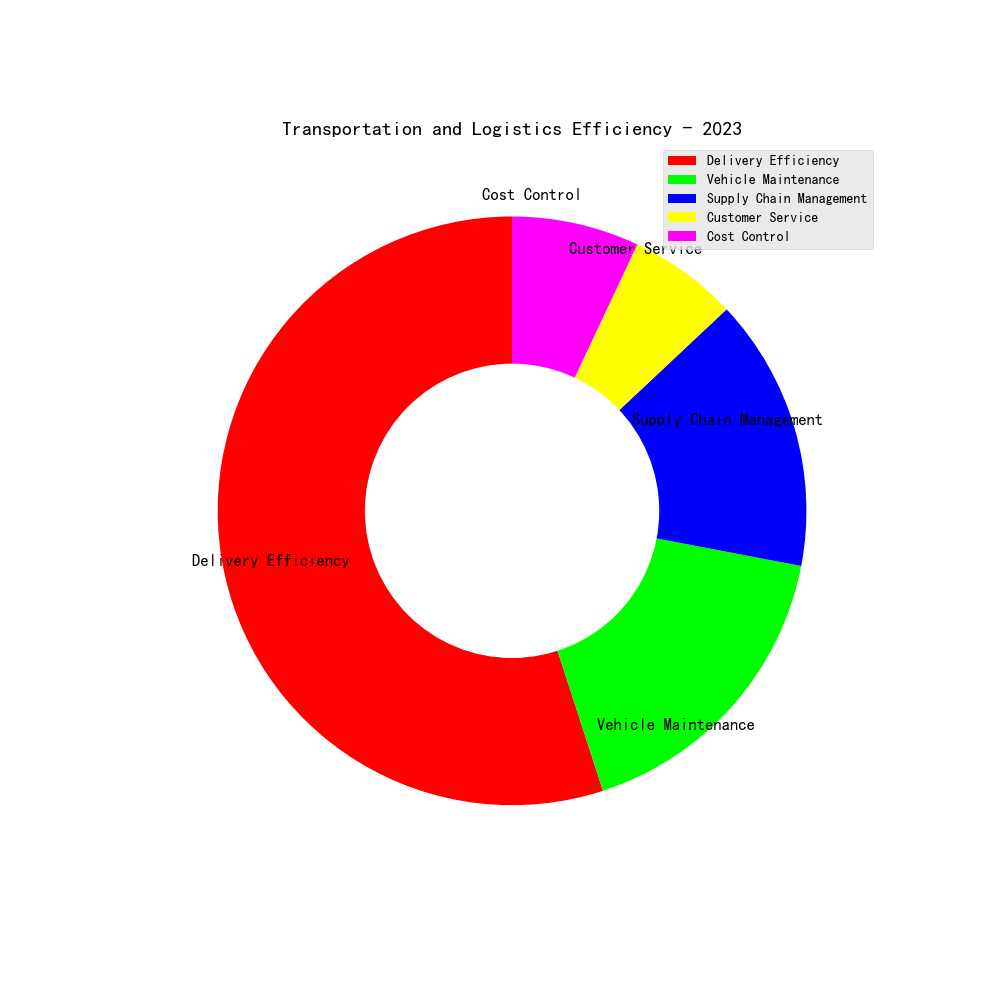 Transportation and Logistics Efficiency - 2023
Delivery Efficiency
Vehicle Maintenance
Supply Chain Management
Customer Service
Cost Control
Cost Control
Customer Service
Supply Chain Management
Delivery Efficiency
Vehicle Maintenance